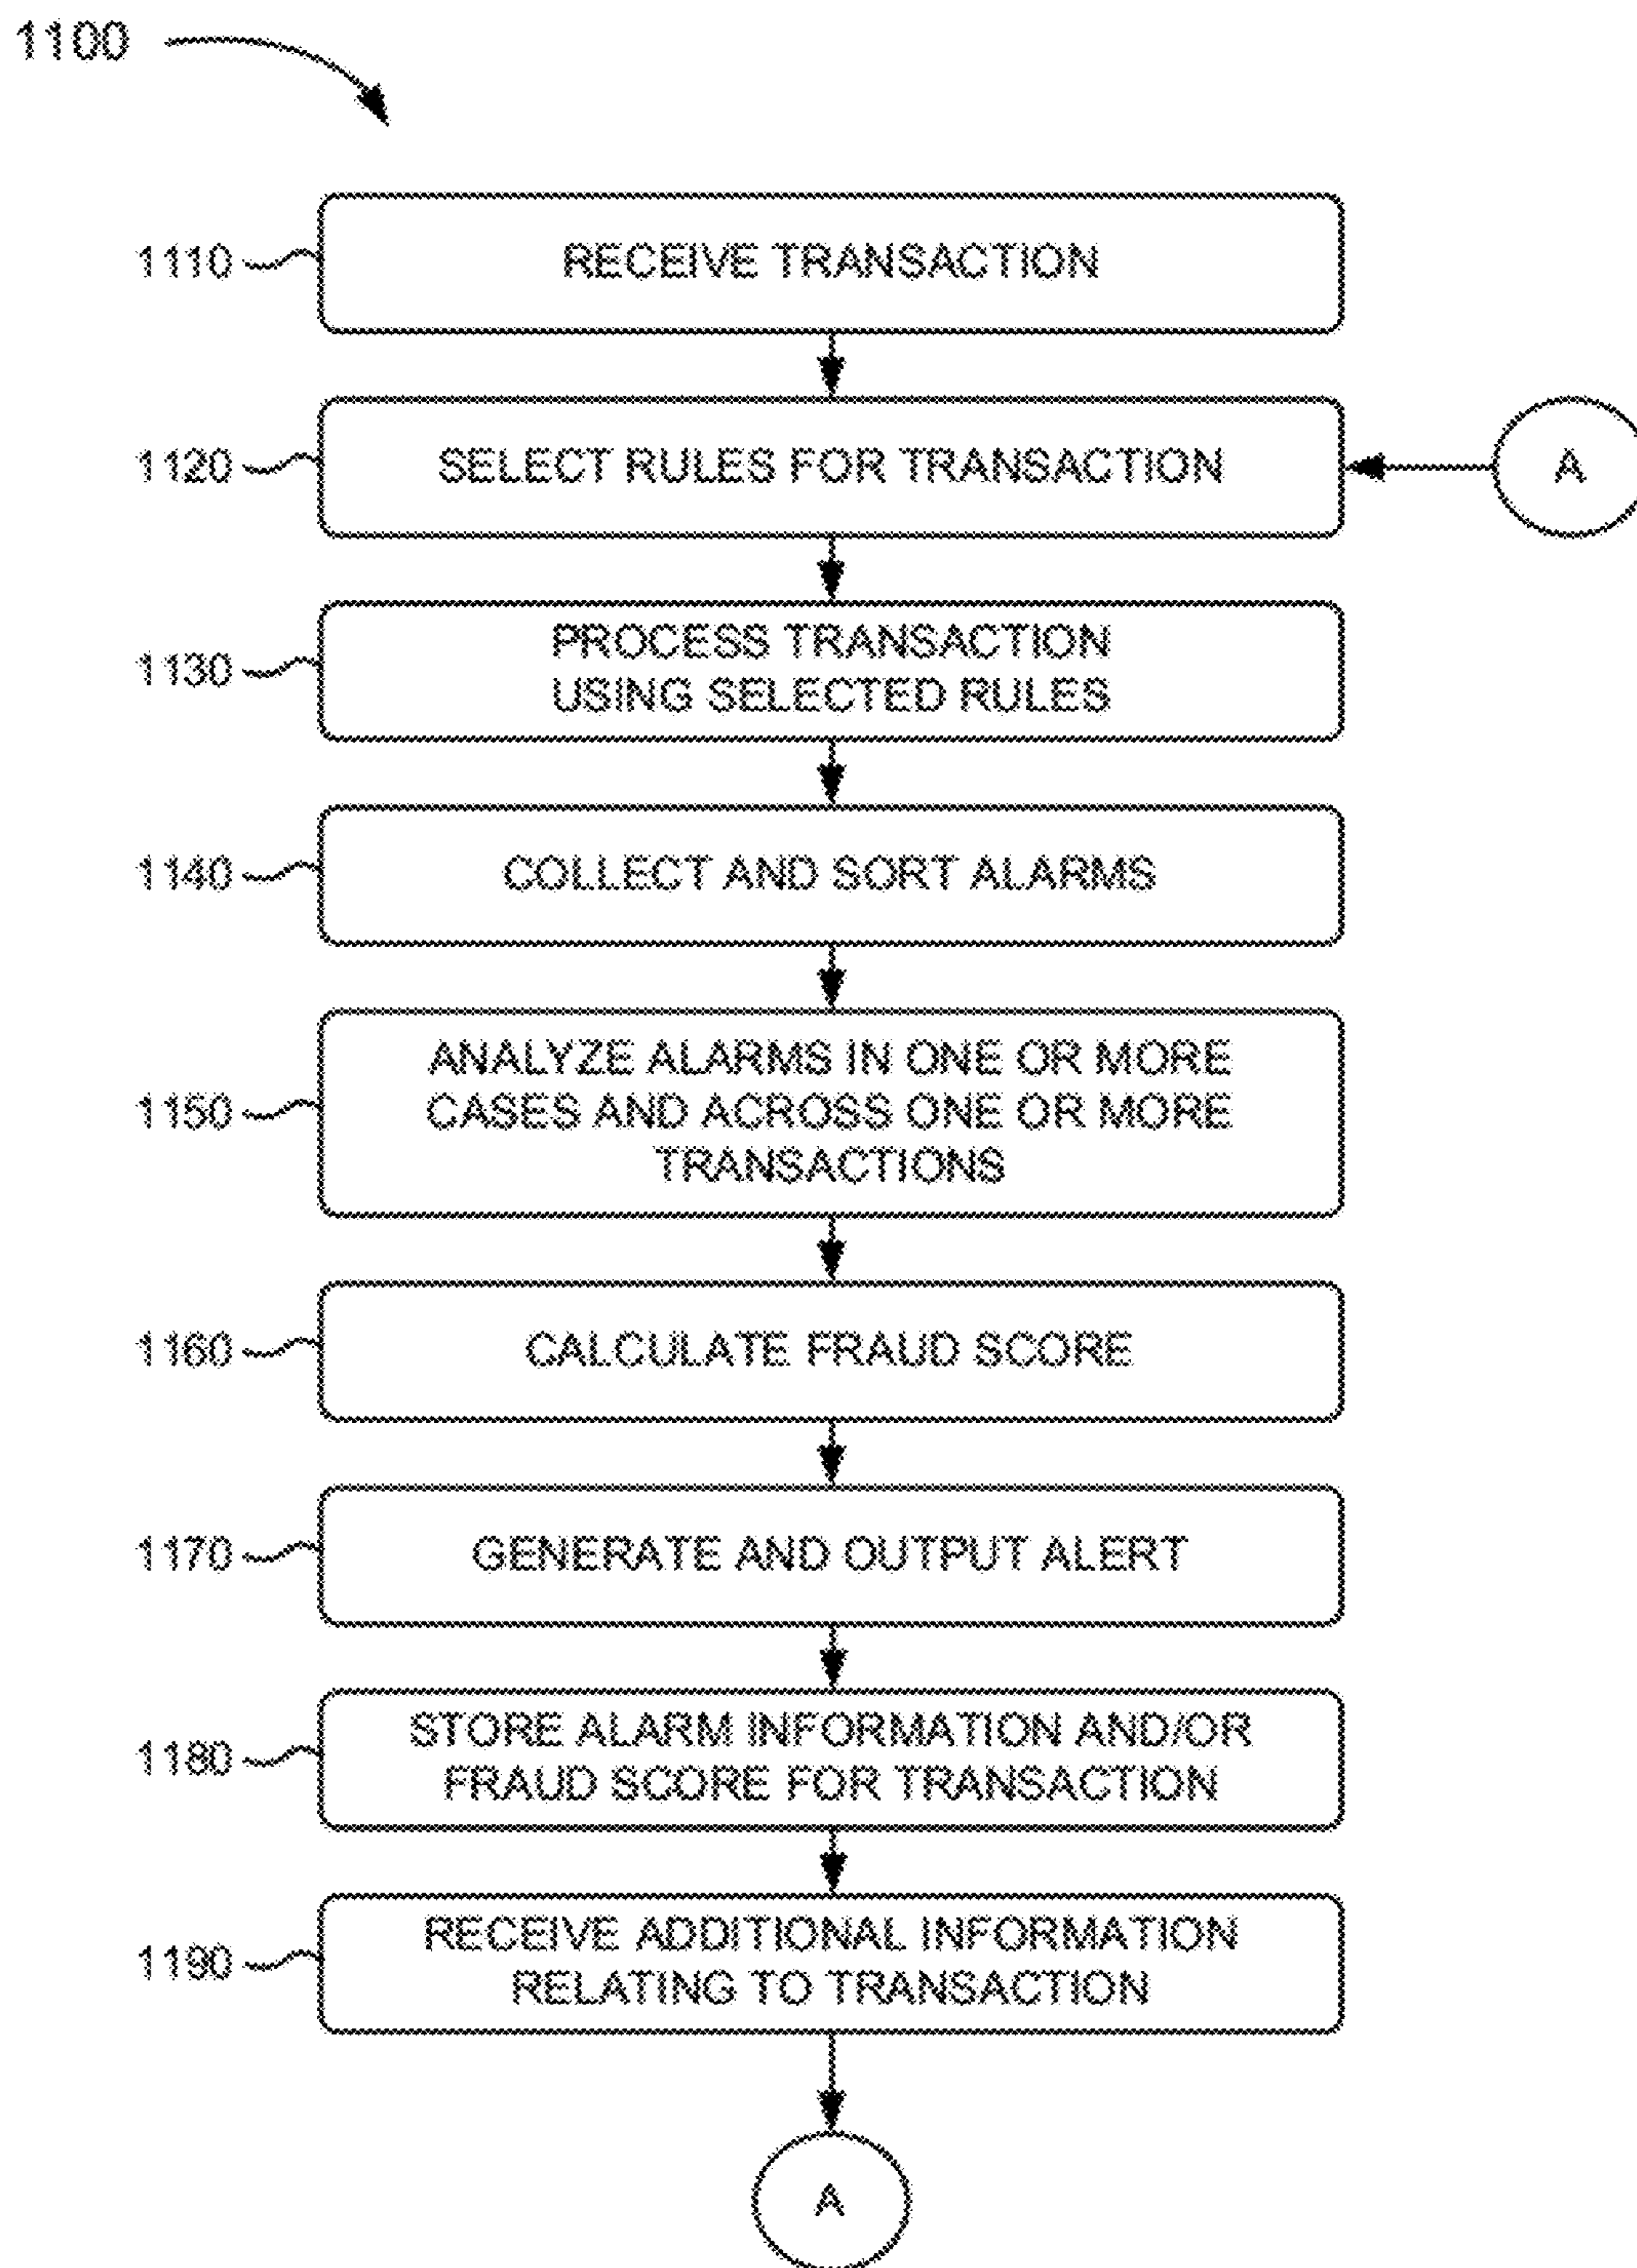 1100
1110
RECEIVE TRANSACTION
1120
SELECT RULES FOR TRANSACTION
A
1130
PROCESS TRANSACTION
USING SELECTED RULES
1140
COLLECT AND SORT ALARMS
1150
ANALYZE ALARMS IN ONE OR MORE
CASES AND ACROSS ONE OR MORE
TRANSACTIONS
1160
CALCULATE FRAUD SCORE
1170
GENERATE AND OUTPUT ALERT
1180
STORE ALARM INFORMATION AND/OR
FRAUD SCORE FOR TRANSACTION
1190
RECEIVE ADDITIONAL INFORMATION
RELATING TO TRANSACTION
A